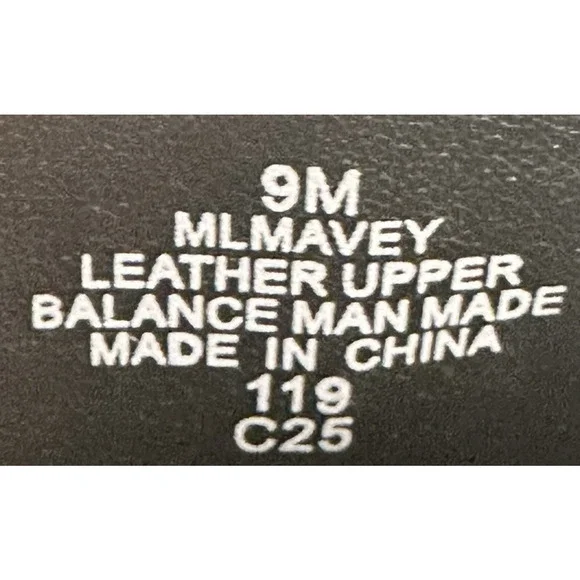 9M
MLMAVEY
LEATHER UPPER
BALANCE MAN MADE
MADE IN CHINA
119
C25